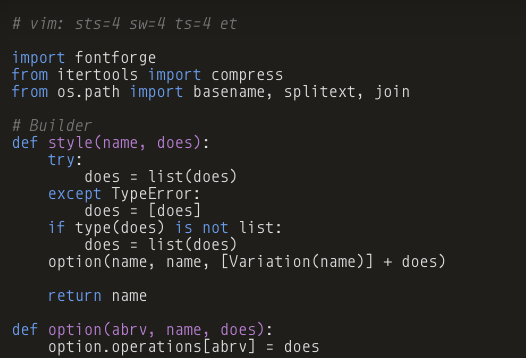 # vim: sts=4 sw=4 ts=4 et
import fontforge
from itertools import compress
from os.path import basename, splitext, join
# Builder
def style(name, does):
    try:
        does = list(does)
    except TypeError:
        does = [does]
    if type(does) is not list:
        does = list(does)
    option(name, name, [Variation(name)] + does)
    return name
def option(abrv, name, does):
    option.operations[abrv] = does